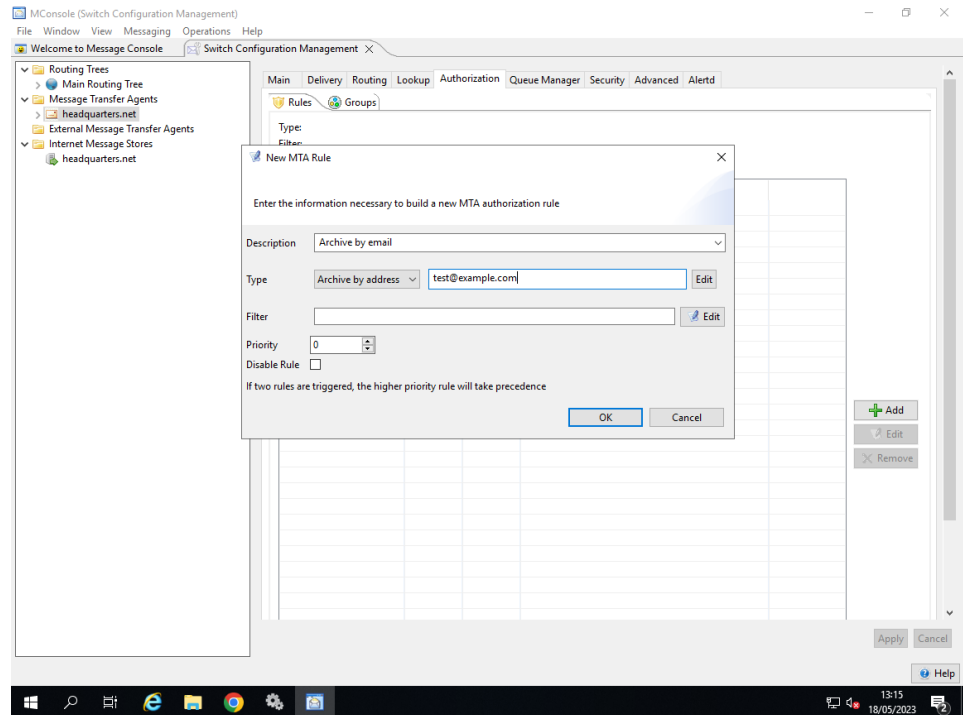 MConsole (Switch Configuration Management)
File Window View Messaging Operations Help
Welcome to Message Console Switch Configuration Management
Routing Trees
Main Routing Tree
Message Transfer Agents
headquarters.net
External Message Transfer Agents
Internet Message Stores
headquarters.net
Main Delivery Routing Lookup Authorization Queue Manager Security Advanced Alertd
Rules Groups
Type:
Filter:
New MTA Rule
Enter the information necessary to build a new MTA authorization rule
Description Archive by email
Type Archive by address test@example.com Edit
Filter Edit
Priority 0
Disable Rule
If two rules are triggered, the higher priority rule will take precedence
OK Cancel
Add
Edit
Remove
Apply Cancel
Help
13:15
18/05/2023
2